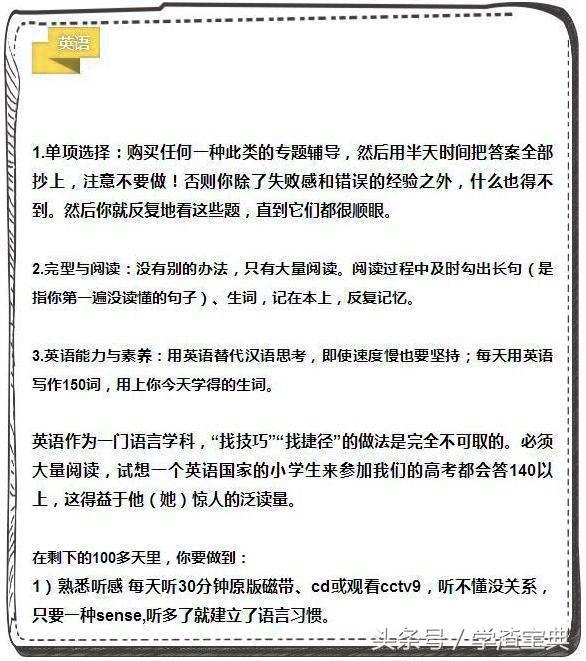 英语
1.单项选择：购买任何一种此类的专题辅导，然后用半天时间把答案全部
抄上，注意不要做！否则你除了失败感和错误的经验之外，什么也得不
到。然后你就反复地看这些题，直到它们都很顺眼。
2.完型与阅读：没有别的办法，只有大量阅读。阅读过程中及时勾出长句（是
指你第一遍没读懂的句子）、生词，记在本上，反复记忆。
3.英语能力与素养：用英语替代汉语思考，即使速度慢也要坚持；每天用英语
写作150词，用上你今天学得的生词。
英语作为一门语言学科，“找技巧”“找捷径”的做法是完全不可取的。必须
大量阅读，试想一个英语国家的小学生来参加我们的高考都会答140以
上，这得益于他（她）惊人的泛读量。
在剩下的100多天里，你要做到：
1）熟悉听感 每天听30分钟原版磁带、cd或观看cctv9，听不懂没关系，
只要一种sense,听多了就建立了语言习惯。
头条号／学渣宝典